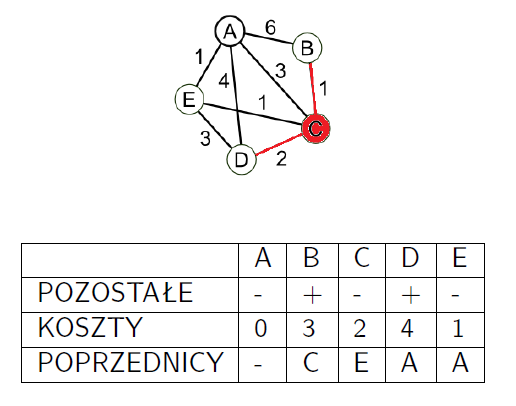 A
6
B
1
4
3
1
E
1
3
C
D
2
A B C D E
POZOSTAŁE - + - + -
KOSZTY 0 3 2 4 1
POPRZEDNICY - C E A A